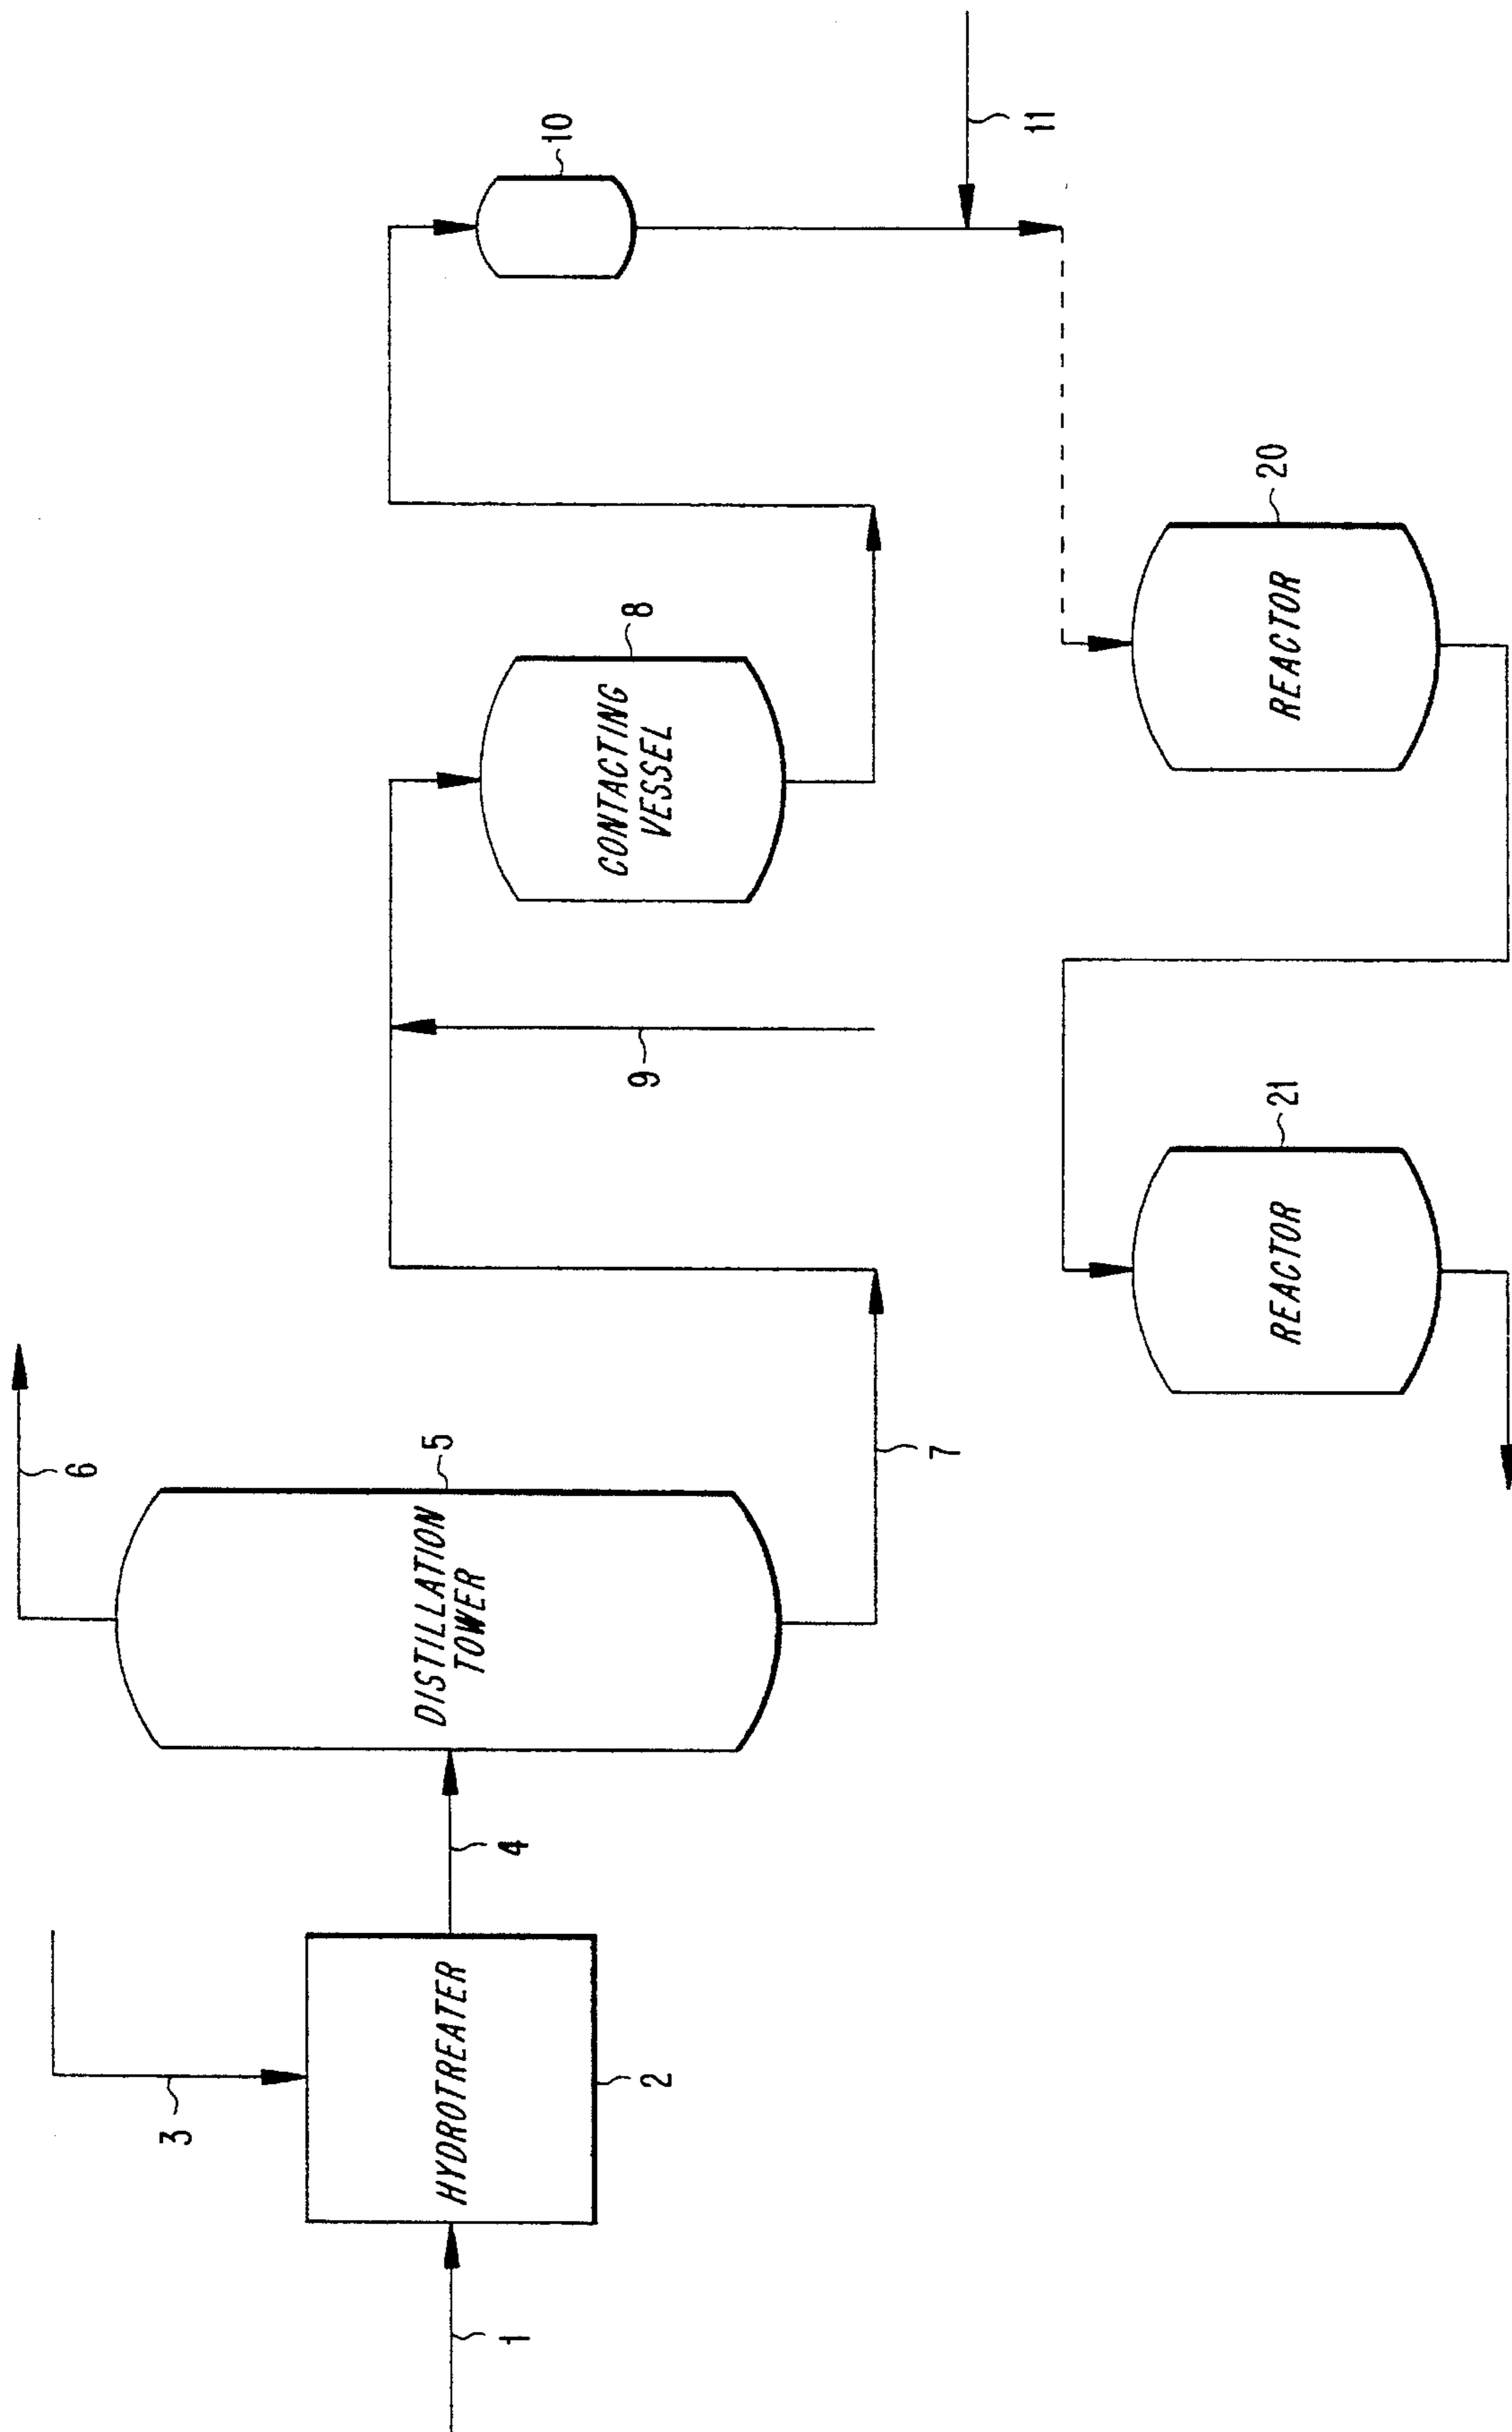 1
HYDROTREATER
2
3
4
DISTILLATION
TOWER
5
6
7
CONTACTING
VESSEL
8
9
10
11
REACTOR
20
REACTOR
21